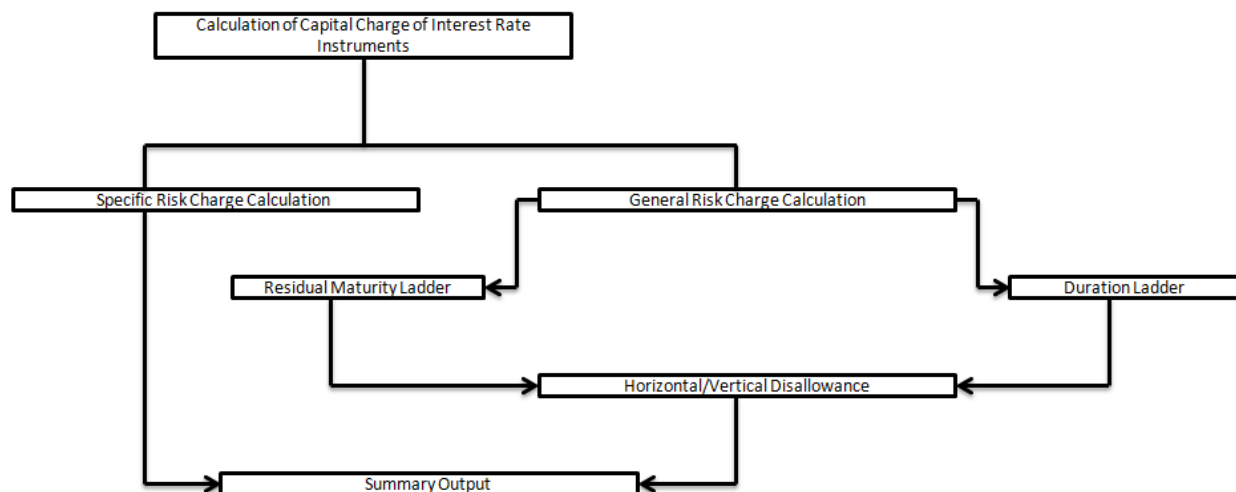 Calculation of Capital Charge of Interest Rate
Instruments
Specific Risk Charge Calculation
General Risk Charge Calculation
Residual Maturity Ladder
Duration Ladder
Horizontal/Vertical Disallowance
Summary Output